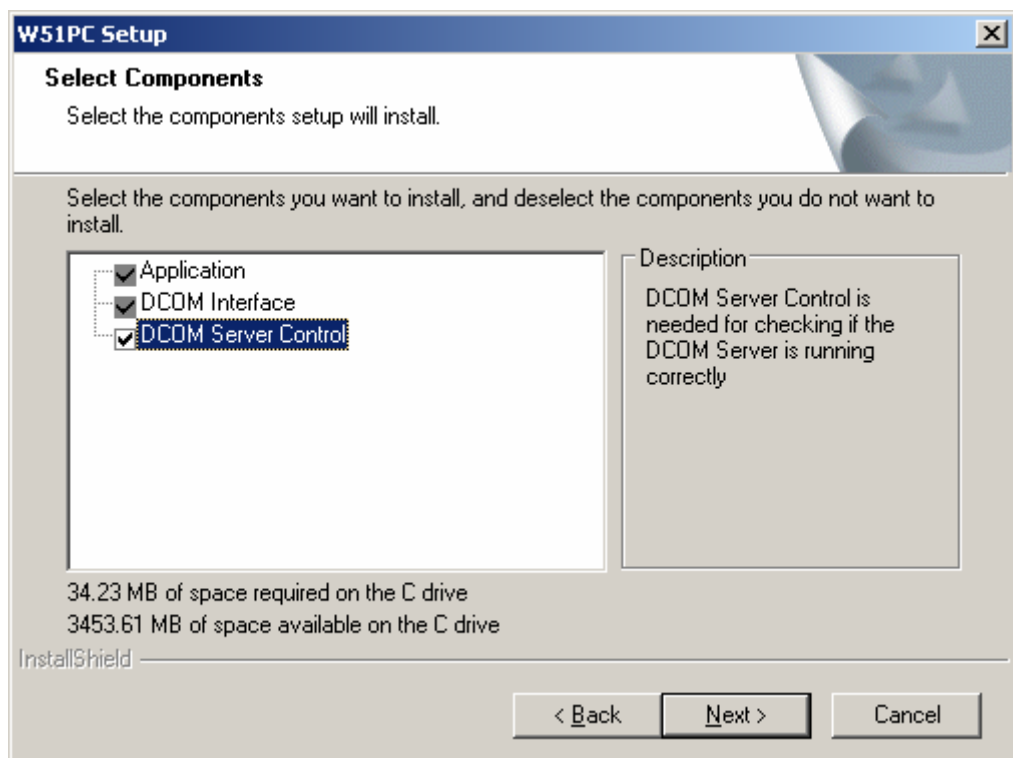 W51PC Setup
Select Components
Select the components setup will install.
Select the components you want to install, and deselect the components you do not want to
install.
Application
DCOM Interface
DCOM Server Control
Description
DCOM Server Control is
needed for checking if the
DCOM Server is running
correctly
34.23 MB of space required on the C drive
3453.61 MB of space available on the C drive
InstallShield
< Back
Next >
Cancel